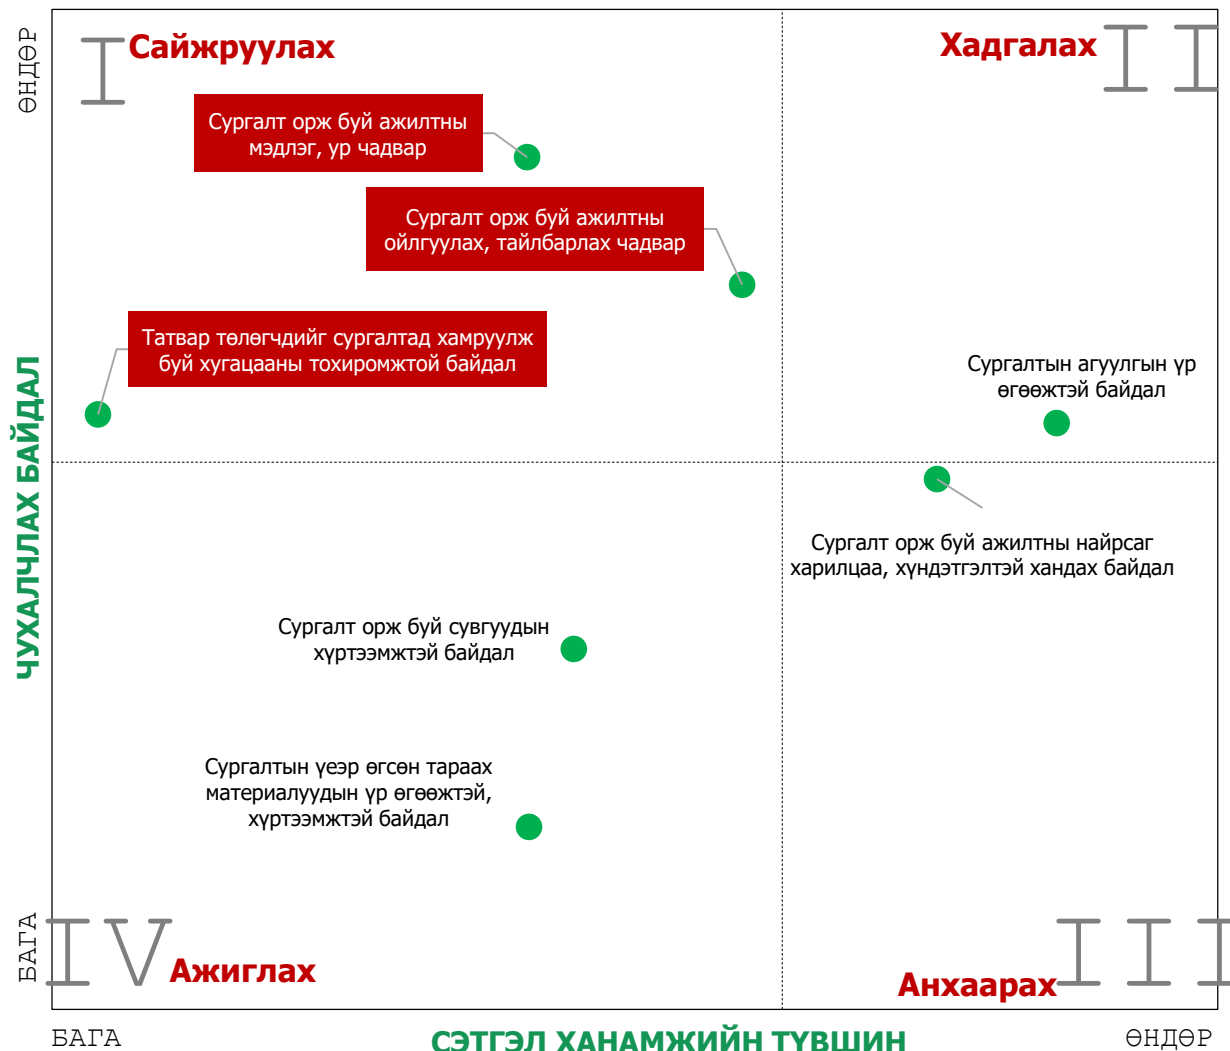 ӨНДӨР
I Сайжруулах
Хадгалах II
Сургалт орж буй ажилтны
мэдлэг, ур чадвар
Сургалт орж буй ажилтны
ойлгуулах, тайлбарлах чадвар
Татвар төлөгчдийг сургалтад хамруулж
буй хугацааны тохиромжтой байдал
Сургалтын агуулгын үр
өгөөжтэй байдал
ЧУХАЛЧЛАХ БАЙДАЛ
Сургалт орж буй ажилтны найрсаг
харилцаа, хүндэтгэлтэй хандах байдал
Сургалт орж буй сувгуудын
хүртээмжтэй байдал
Сургалтын үеэр өгсөн тараах
материалуудын үр өгөөжтэй,
хүртээмжтэй байдал
БАГА
IV Ажиглах
Анхаарах III
БАГА
СЭТГЭЛ ХАНАМЖИЙН ТҮВШИН
ӨНДӨР